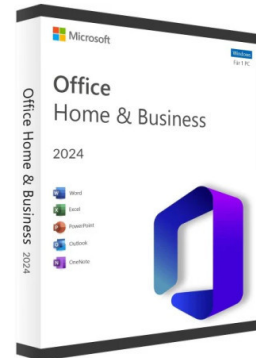 Microsoft
Windows
For 1 PC
Office
Home & Business
2024
Word
Excel
PowerPoint
Outlook
OneNote
Office Home & Business 2024